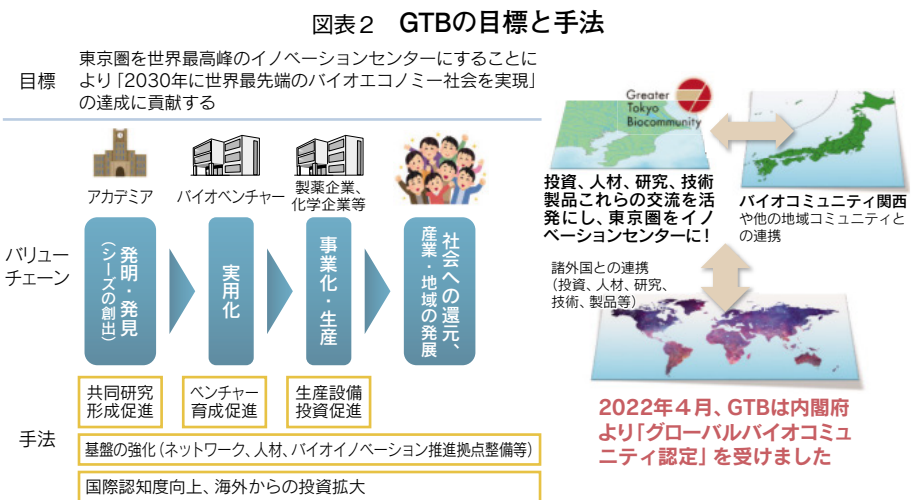 図表2　GTBの目標と手法
目標
東京圏を世界最高峰のイノベーションセンターにすることに
より「2030年に世界最先端のバイオエコノミー社会を実現」
の達成に貢献する
アカデミア
バイオベンチャー
製薬企業、
化学企業等
バリュー
チェーン
発明・発見
（シーズの創出）
実用化
事業化・生産
社会への還元、
産業・地域の発展
手法
共同研究
形成促進
ベンチャー
育成促進
生産設備
投資促進
基盤の強化（ネットワーク、人材、バイオイノベーション推進拠点整備等）
国際認知度向上、海外からの投資拡大
Greater
Tokyo
Biocommunity
投資、人材、研究、技術
製品これらの交流を活
発にし、東京圏をイノ
ベーションセンターに！
バイオコミュニティ関西
や他の地域コミュニティと
の連携
諸外国との連携
（投資、人材、研究、
技術、製品等）
2022年4月、GTBは内閣府
より「グローバルバイオコミュ
ニティ認定」を受けました